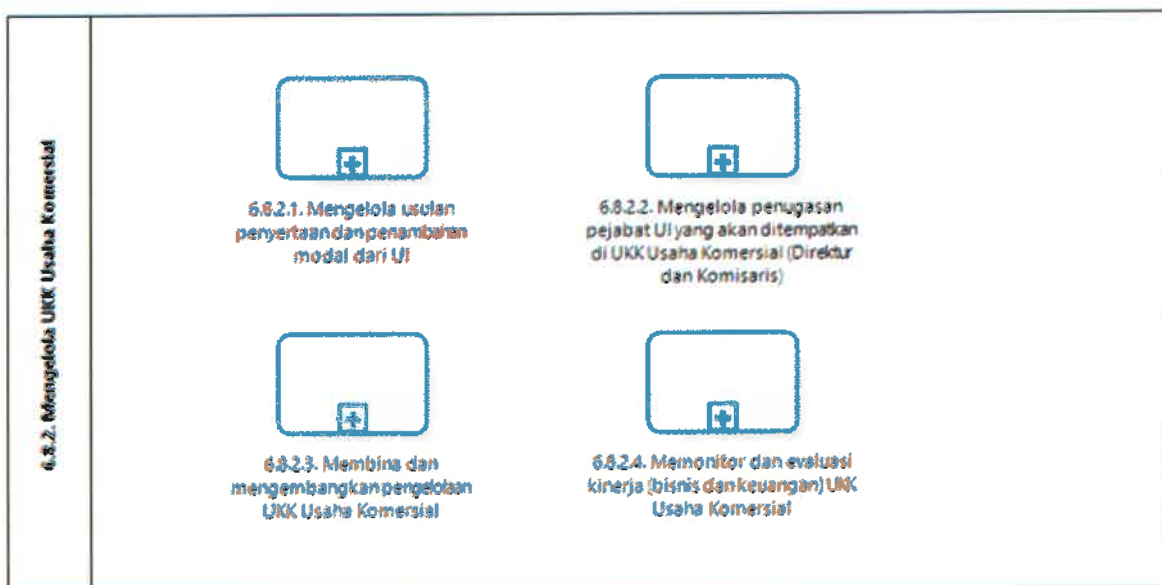 6.8.2. Mengelola UKK Usaha Komersial
6.8.2.1. Mengelola usulan
penyertaan dan penambahan
modal dari UI
6.8.2.2. Mengelola penugasan
pejabat UI yang akan ditempatkan
di UKK Usaha Komersial (Direktur
dan Komisaris)
6.8.2.3. Membina dan
mengembangkan pengelolaan
UKK Usaha Komersial
6.8.2.4. Memonitor dan evaluasi
kinerja (bisnis dan keuangan) UKK
Usaha Komersial